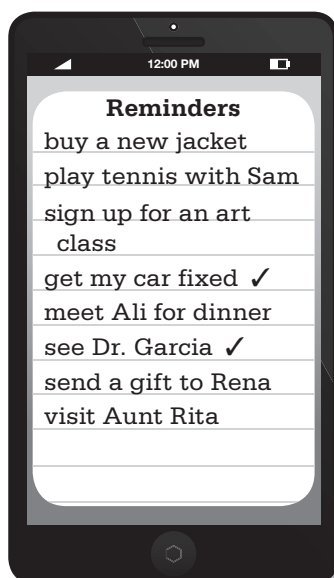 12:00 PM
Reminders
buy a new jacket
play tennis with Sam
sign up for an art
class
get my car fixed ✓
meet Ali for dinner
see Dr. Garcia ✓
send a gift to Rena
visit Aunt Rita